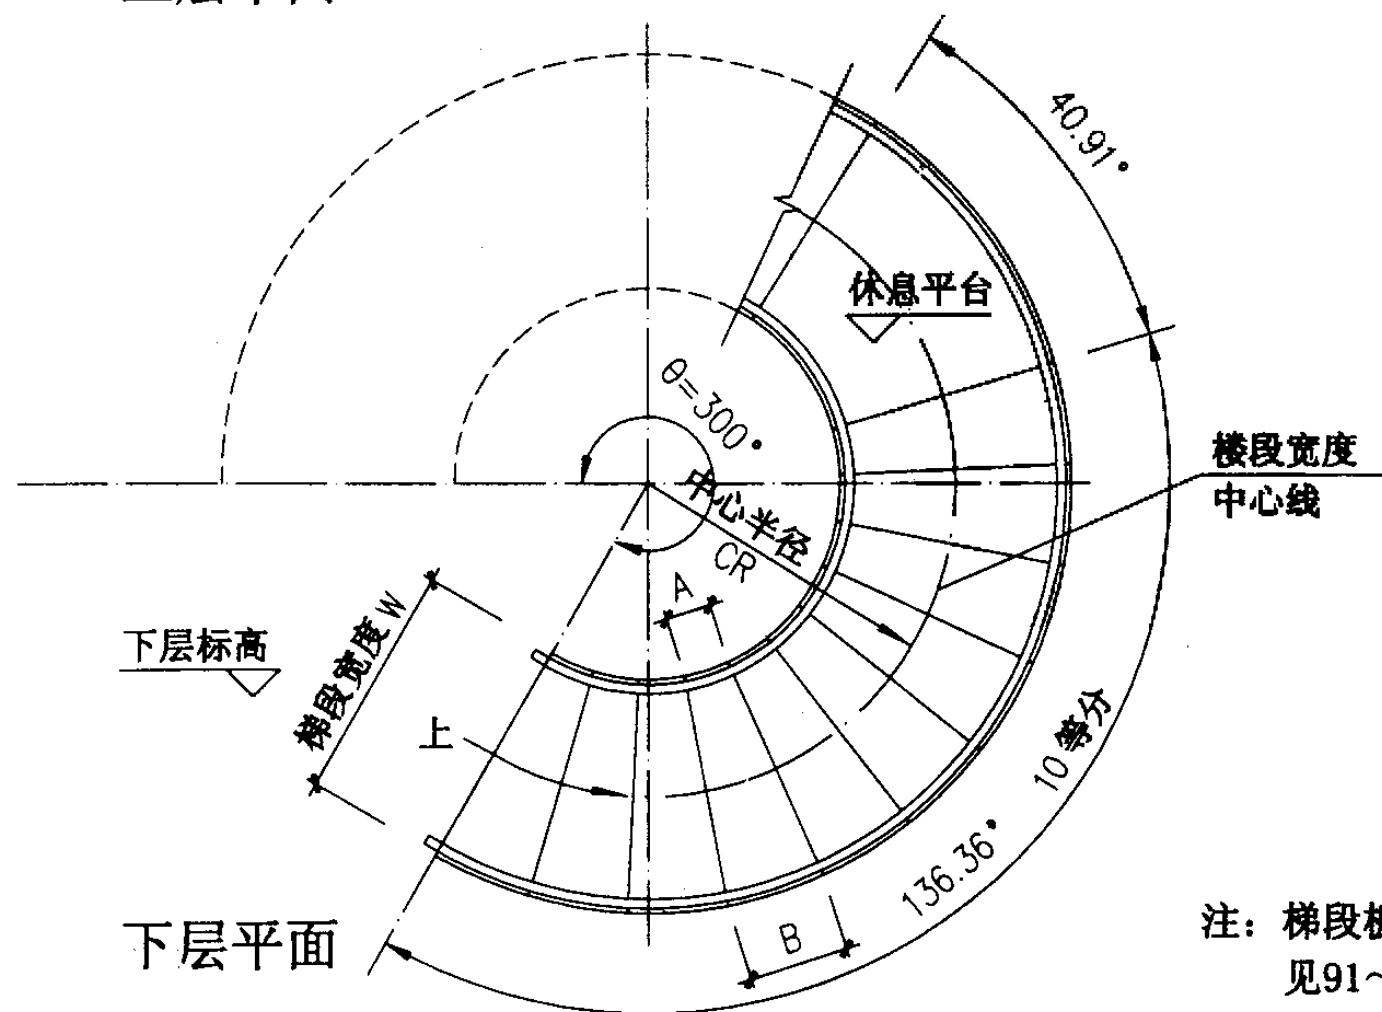 40.91°
休息平台
θ=300°
楼段宽度
中心线
中心半径
CR
A
下层标高
梯段宽度 W
上
10等分
136.36°
B
下层平面
注: 梯段
见91~